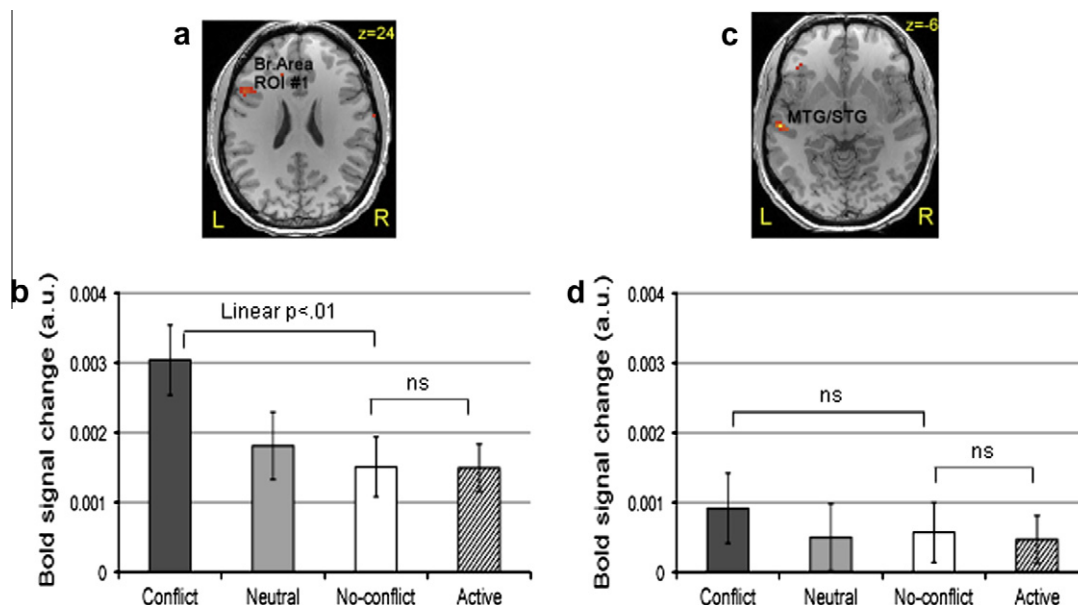 a
z=24
Br.Area
ROI #1
L
R
c
z=-6
MTG/STG
L
R
b
Bold signal change (a.u.)
0.004
0.003
0.002
0.001
0
Linear p<.01
ns
Conflict
Neutral
No-conflict
Active
d
Bold signal change (a.u.)
0.004
0.003
0.002
0.001
0
ns
ns
Conflict
Neutral
No-conflict
Active